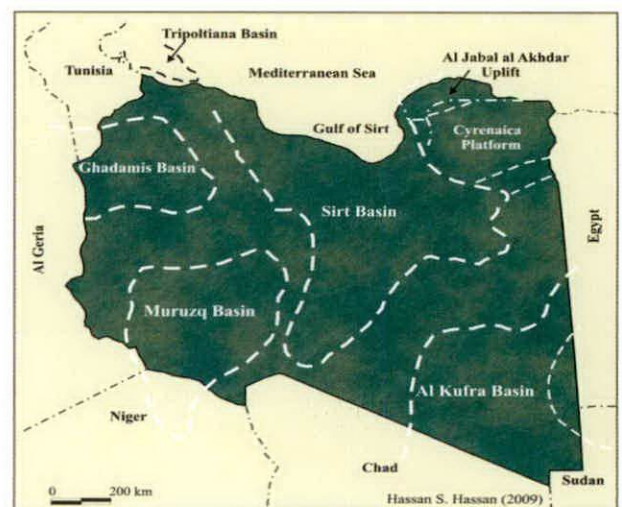 Tripoltiana Basin
Tunisia
Mediterranean Sea
Al Jabal al Akhdar
Uplift
Gulf of Sirt
Cyrenaica
Platform
Ghadamis Basin
Sirt Basin
Al Geria
Egypt
Muruzq Basin
Al Kufra Basin
Niger
Chad
Sudan
0 200 km
Hassan S. Hassan (2009)